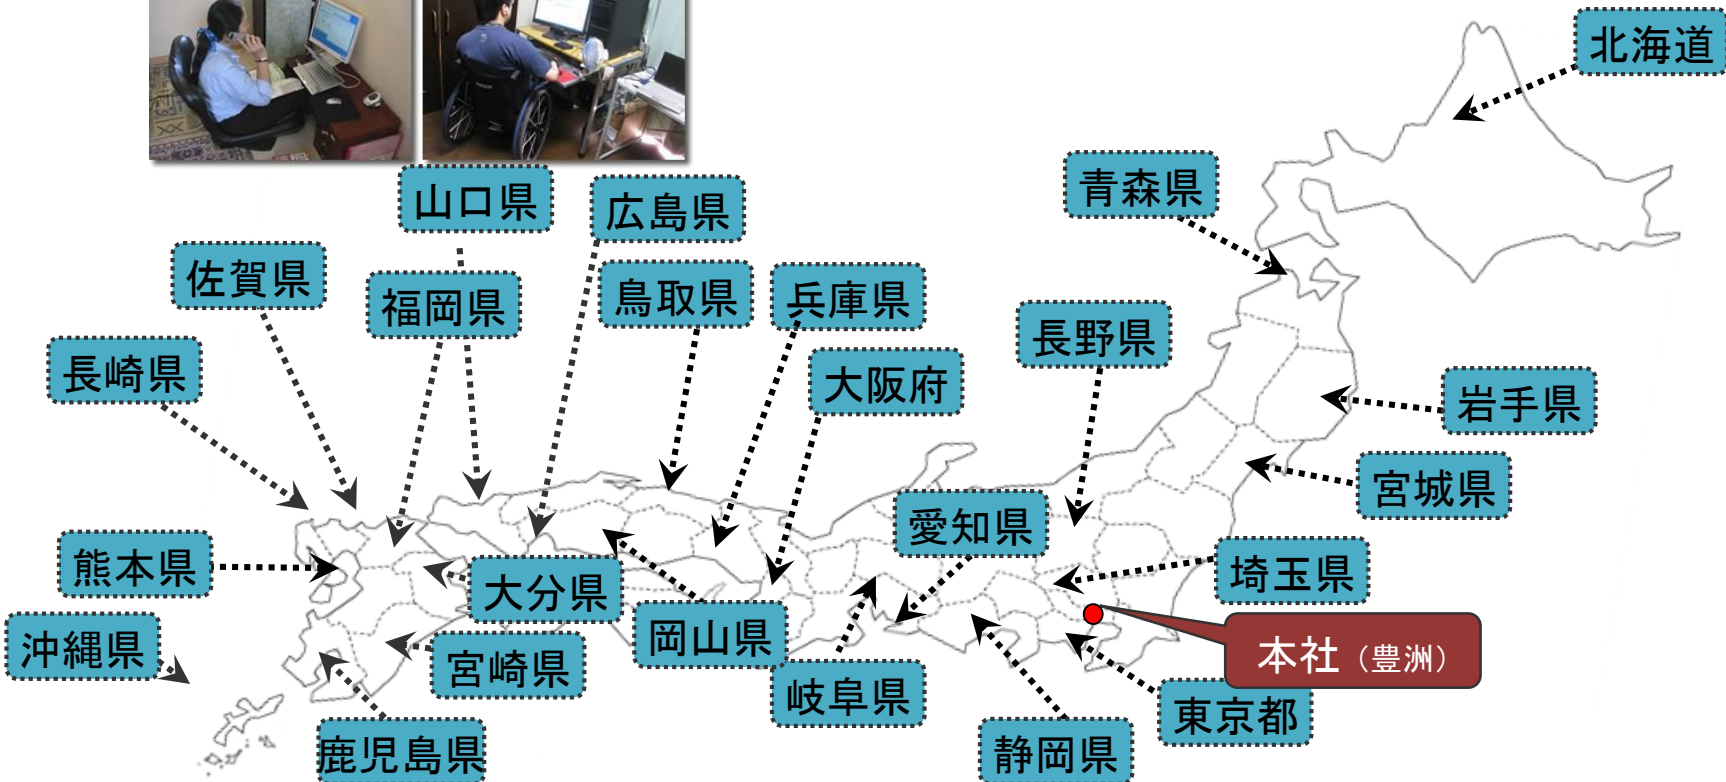 北海道
青森県
山口県
広島県
佐賀県
福岡県
鳥取県
兵庫県
長野県
長崎県
大阪府
岩手県
宮城県
愛知県
熊本県
大分県
埼玉県
岡山県
沖縄県
宮崎県
本社（豊洲）
岐阜県
東京都
鹿児島県
静岡県